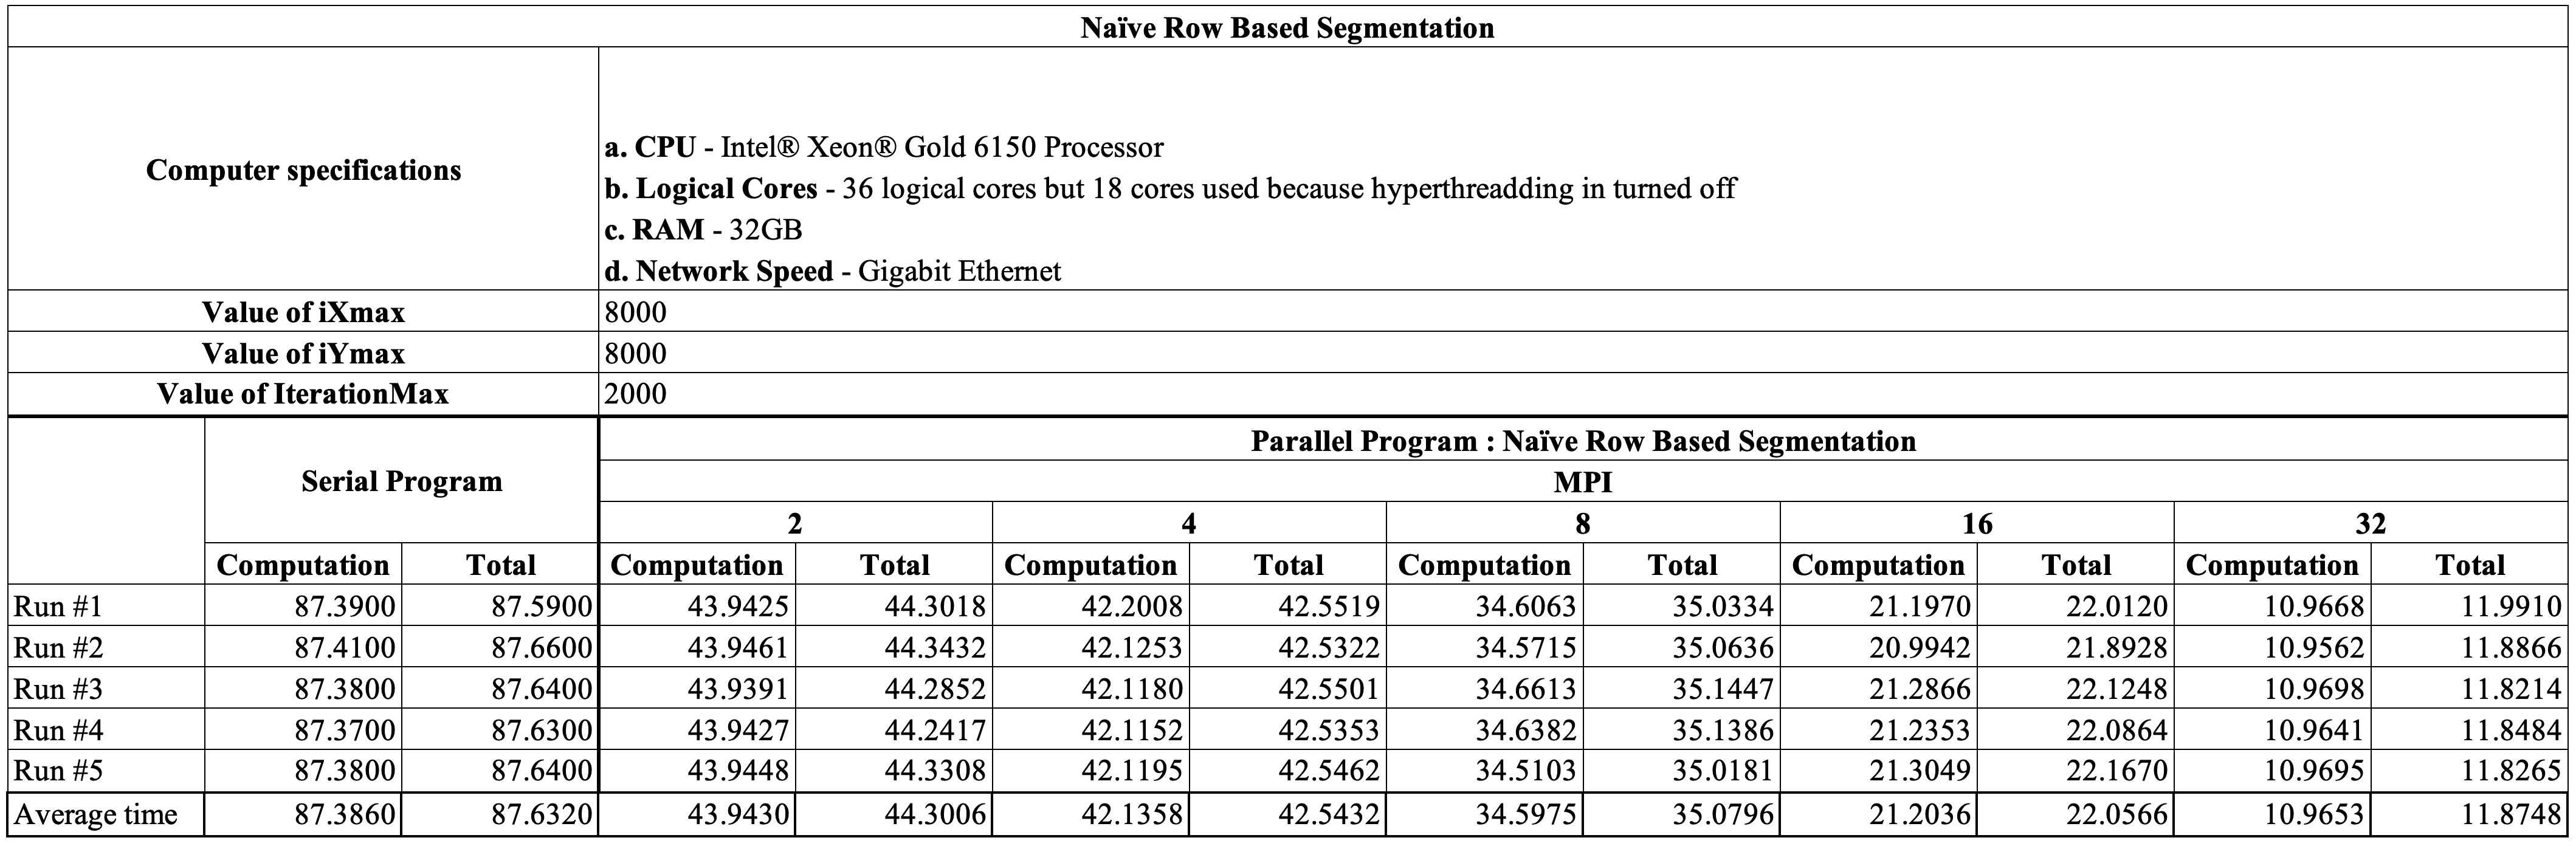 Naïve Row Based Segmentation
Computer specifications
a. CPU - Intel® Xeon® Gold 6150 Processor
b. Logical Cores - 36 logical cores but 18 cores used because hyperthreadding in turned off
c. RAM - 32GB
d. Network Speed - Gigabit Ethernet
Value of iXmax 8000
Value of iYmax 8000
Value of IterationMax 2000
Serial Program
Parallel Program : Naïve Row Based Segmentation
MPI
2 4 8 16 32
Computation Total Computation Total Computation Total Computation Total Computation Total Computation Total
Run #1 87.3900 87.5900 43.9425 44.3018 42.2008 42.5519 34.6063 35.0334 21.1970 22.0120 10.9668 11.9910
Run #2 87.4100 87.6600 43.9461 44.3432 42.1253 42.5322 34.5715 35.0636 20.9942 21.8928 10.9562 11.8866
Run #3 87.3800 87.6400 43.9391 44.2852 42.1180 42.5501 34.6613 35.1447 21.2866 22.1248 10.9698 11.8214
Run #4 87.3700 87.6300 43.9427 44.2417 42.1152 42.5353 34.6382 35.1386 21.2353 22.0864 10.9641 11.8484
Run #5 87.3800 87.6400 43.9448 44.3308 42.1195 42.5462 34.5103 35.0181 21.3049 22.1670 10.9695 11.8265
Average time 87.3860 87.6320 43.9430 44.3006 42.1358 42.5432 34.5975 35.0796 21.2036 22.0566 10.9653 11.8748